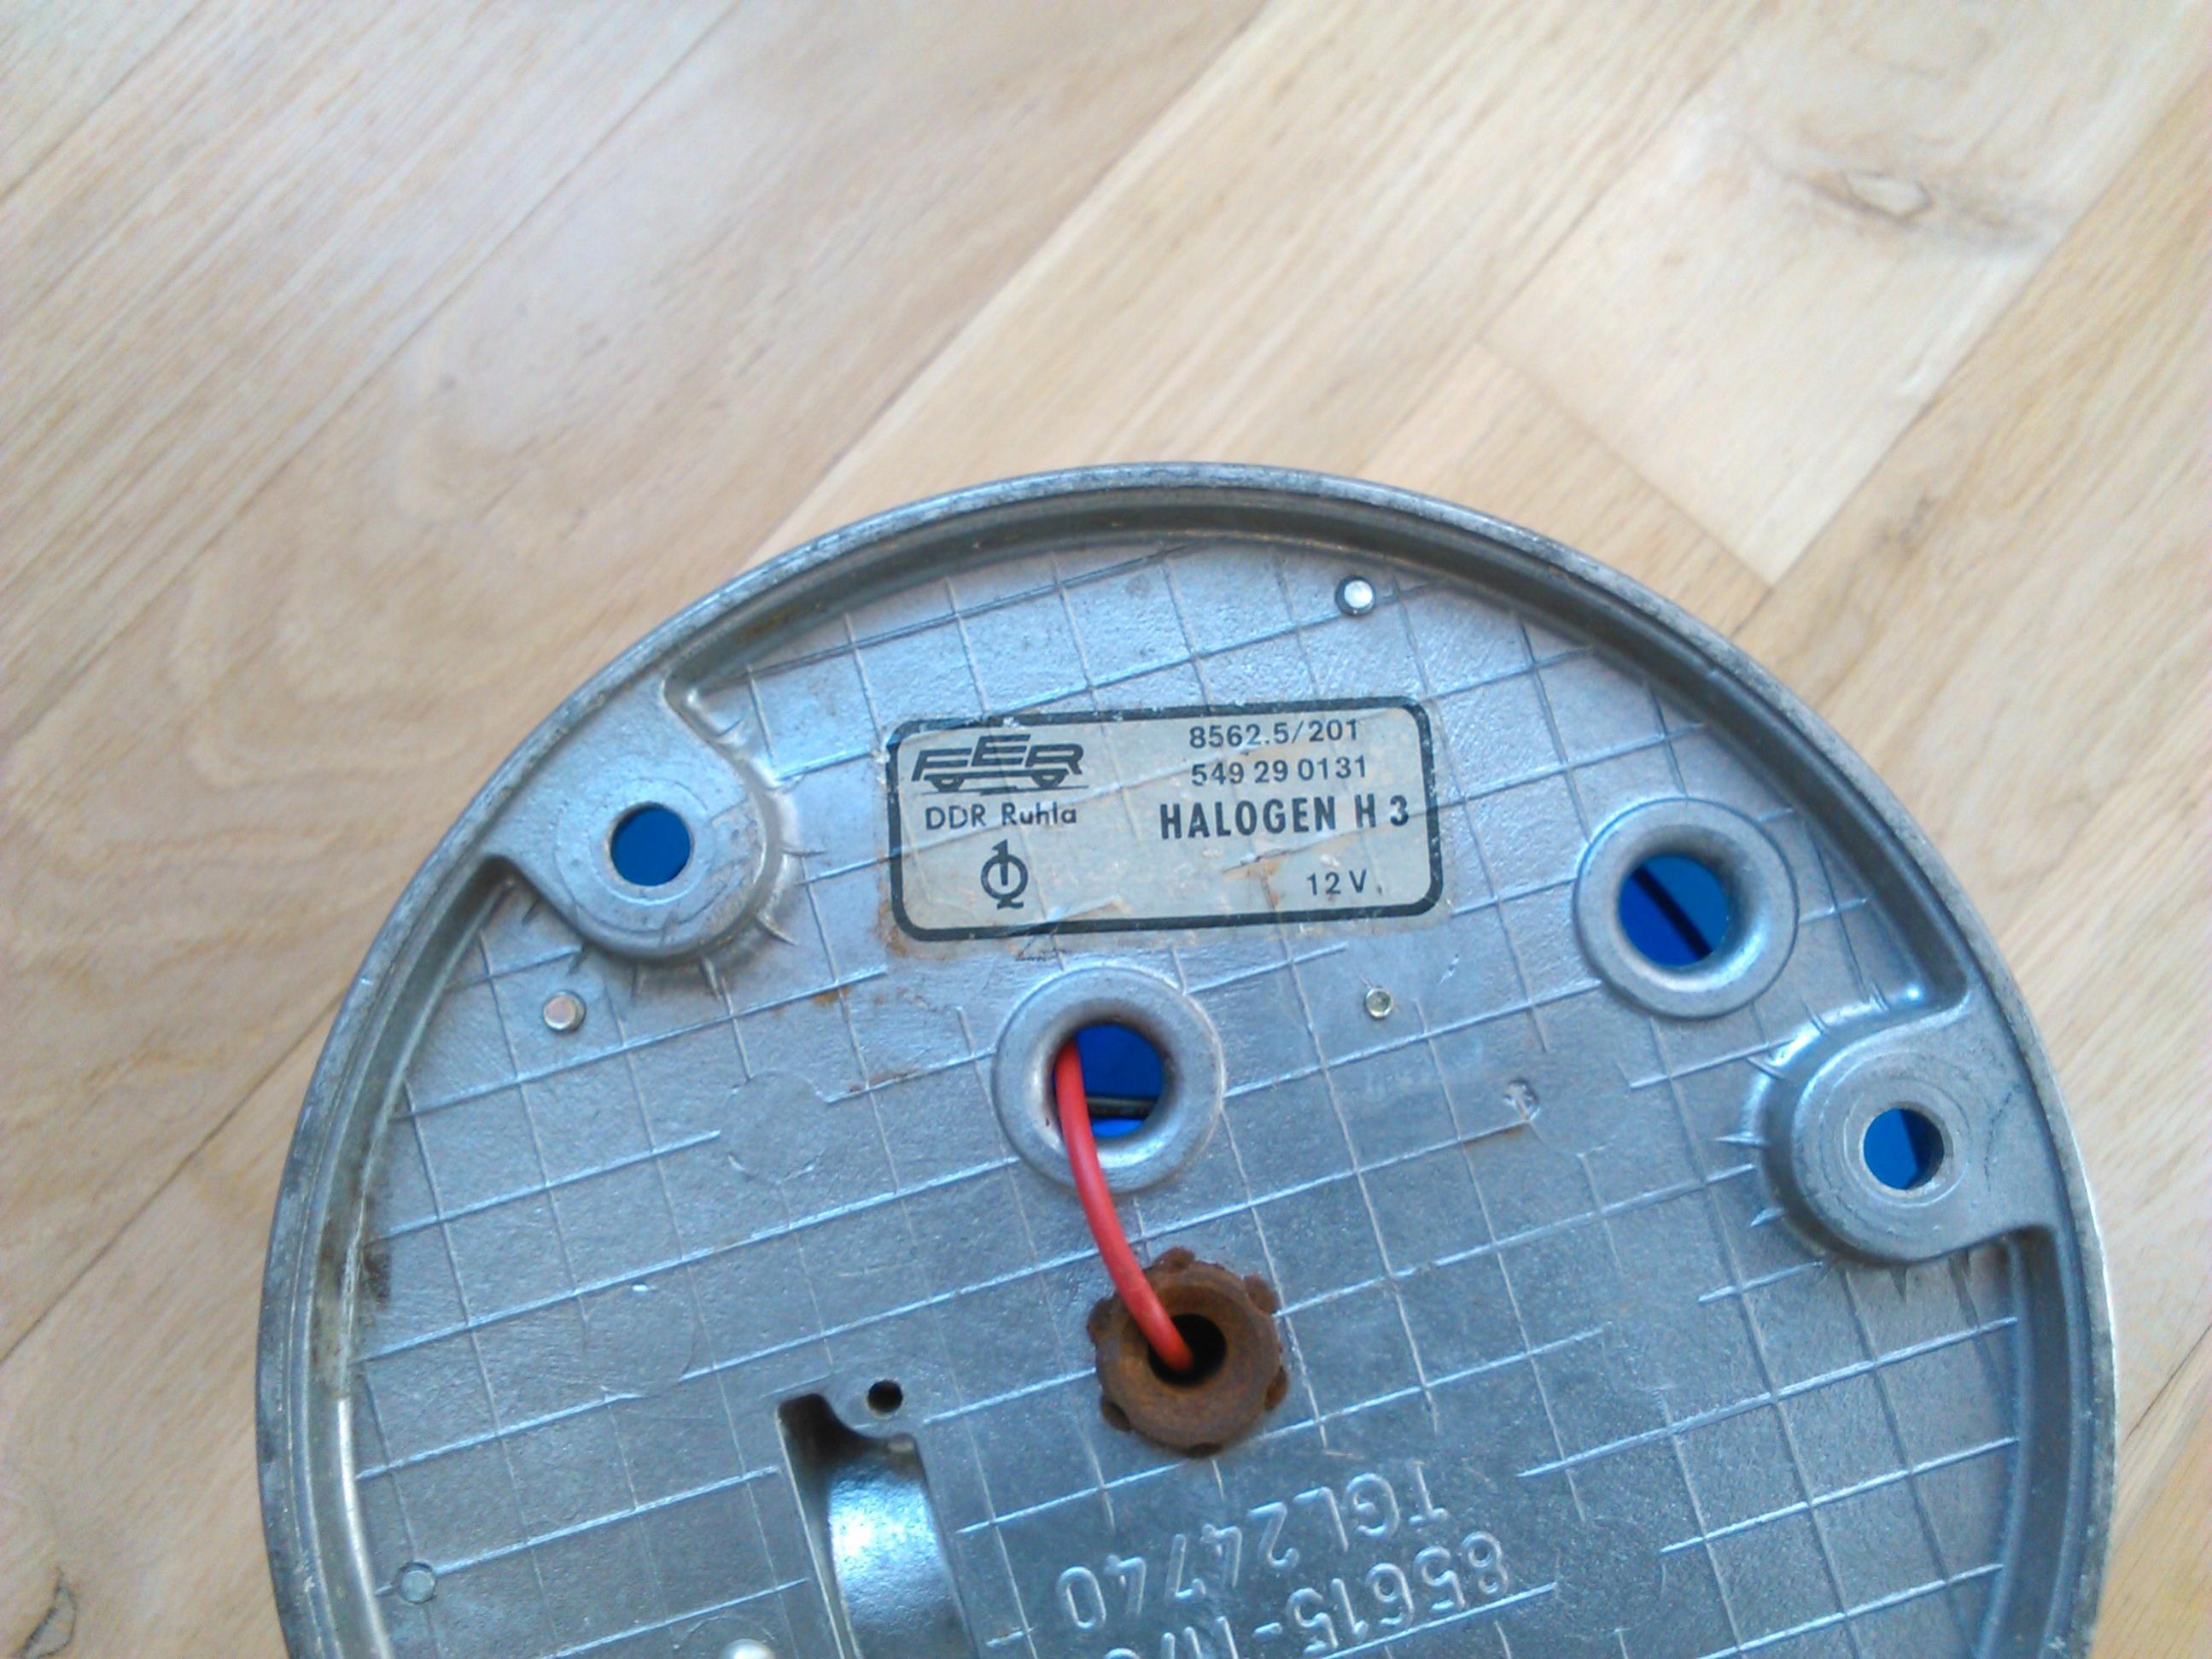 FER
DDR Ruhla
8562.5/201
549 29 0131
HALOGEN H 3
12 V
TGL 24740